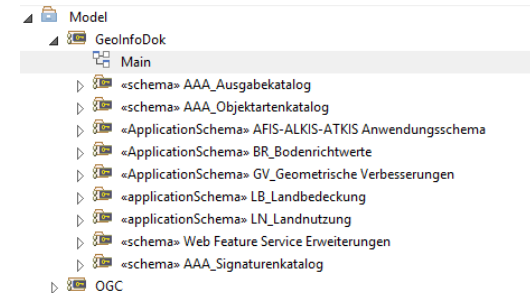 Model
GeoInfoDok
Main
«schema» AAA_Ausgabekatalog
«schema» AAA_Objektartenkatalog
«ApplicationSchema» AFIS-ALKIS-ATKIS Anwendungsschema
«ApplicationSchema» BR_Bodenrichtwerte
«ApplicationSchema» GV_Geometrische Verbesserungen
«applicationSchema» LB_Landbedeckung
«applicationSchema» LN_Landnutzung
«schema» Web Feature Service Erweiterungen
«schema» AAA_Signaturenkatalog
OGC